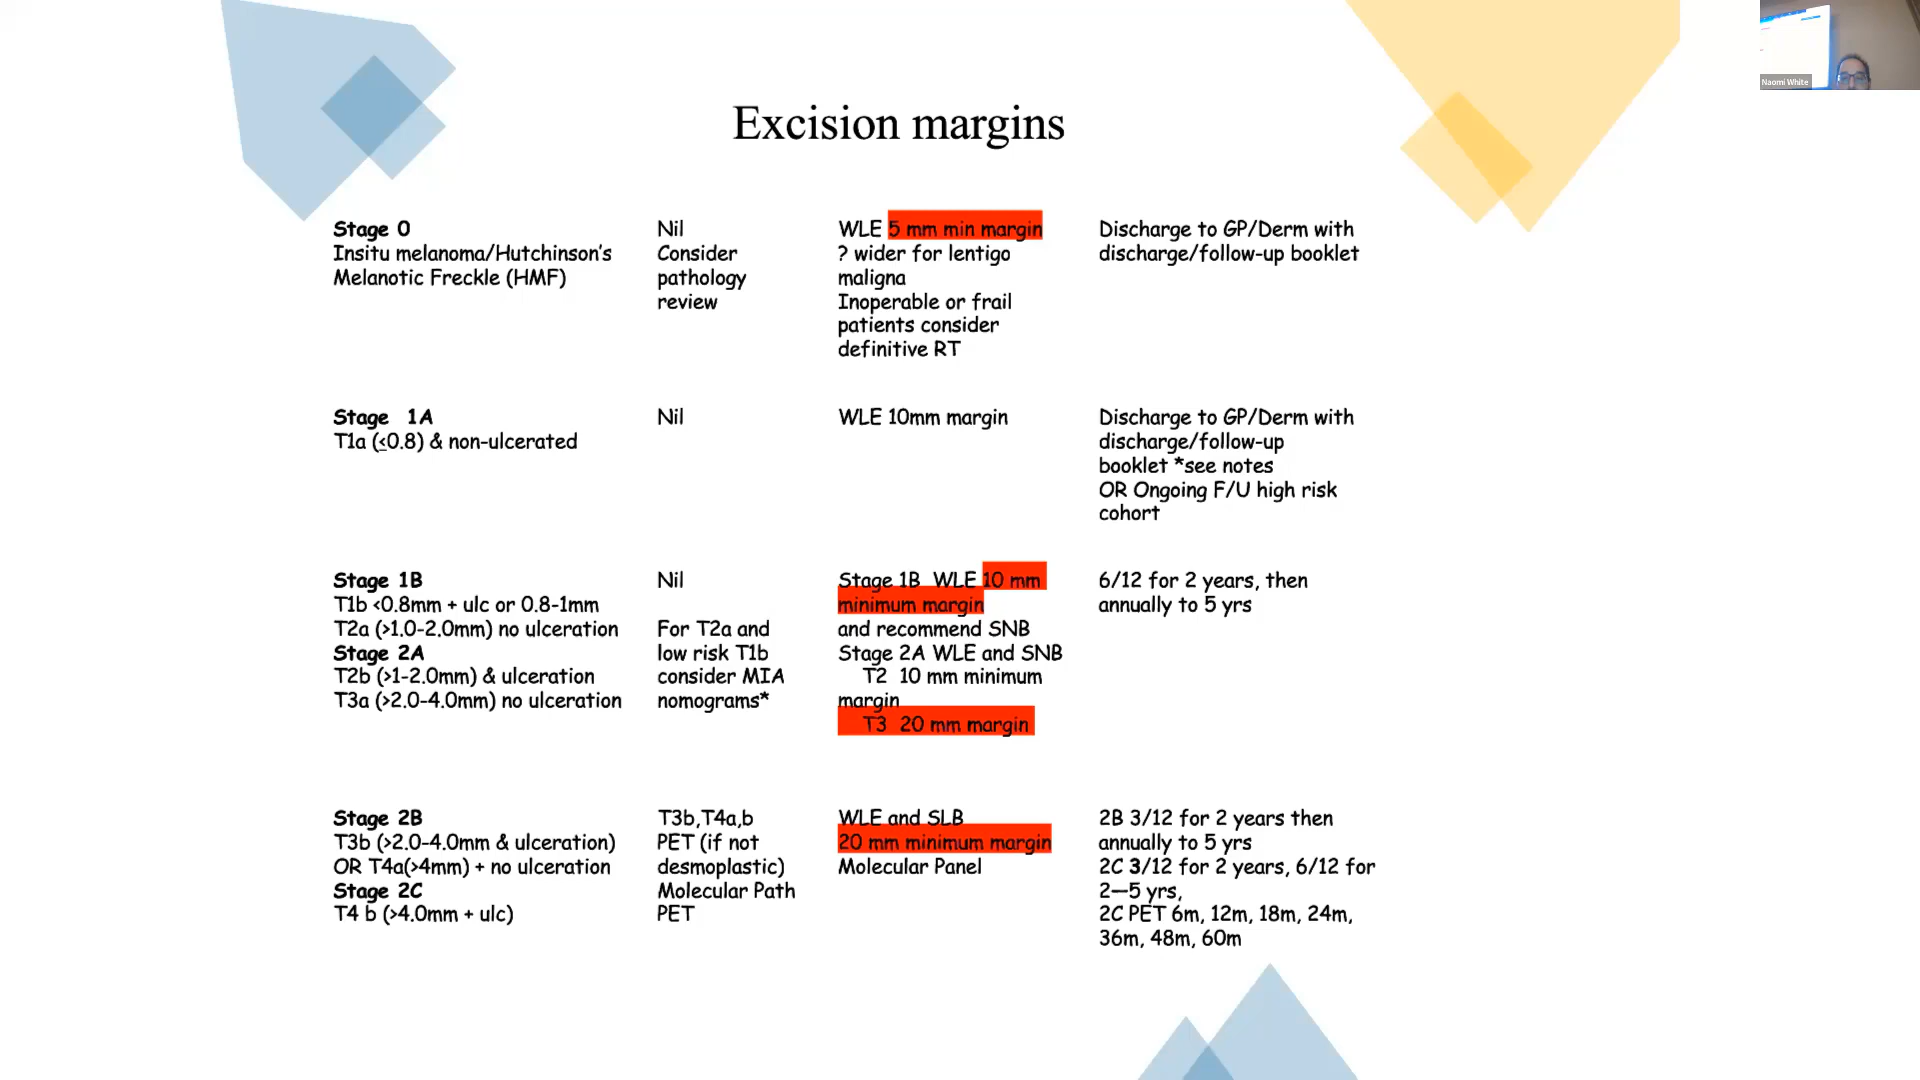 Naomi White
Excision margins
Stage 0
Insitu melanoma/Hutchinson's
Melanotic Freckle (HMF)
Nil
Consider
pathology
review
WLE 5 mm min margin
? wider for lentigo
maligna
Inoperable or frail
patients consider
definitive RT
Discharge to GP/Derm with
discharge/follow-up booklet
Stage 1A
T1a (≤0.8) & non-ulcerated
Nil
WLE 10mm margin
Discharge to GP/Derm with
discharge/follow-up
booklet *see notes
OR Ongoing F/U high risk
cohort
Stage 1B
T1b <0.8mm + ulc or 0.8-1mm
T2a (>1.0-2.0mm) no ulceration
Stage 2A
T2b (>1-2.0mm) & ulceration
T3a (>2.0-4.0mm) no ulceration
Nil
For T2a and
low risk T1b
consider MIA
nomograms*
Stage 1B WLE 10 mm
minimum margin
and recommend SNB
Stage 2A WLE and SNB
T2 10 mm minimum
margin
T3 20 mm margin
6/12 for 2 years, then
annually to 5 yrs
Stage 2B
T3b (>2.0-4.0mm & ulceration)
OR T4a(>4mm) + no ulceration
Stage 2C
T4 b (>4.0mm + ulc)
T3b,T4a,b
PET (if not
desmoplastic)
Molecular Path
PET
WLE and SLB
20 mm minimum margin
Molecular Panel
2B 3/12 for 2 years then
annually to 5 yrs
2C 3/12 for 2 years, 6/12 for
2—5 yrs,
2C PET 6m, 12m, 18m, 24m,
36m, 48m, 60m